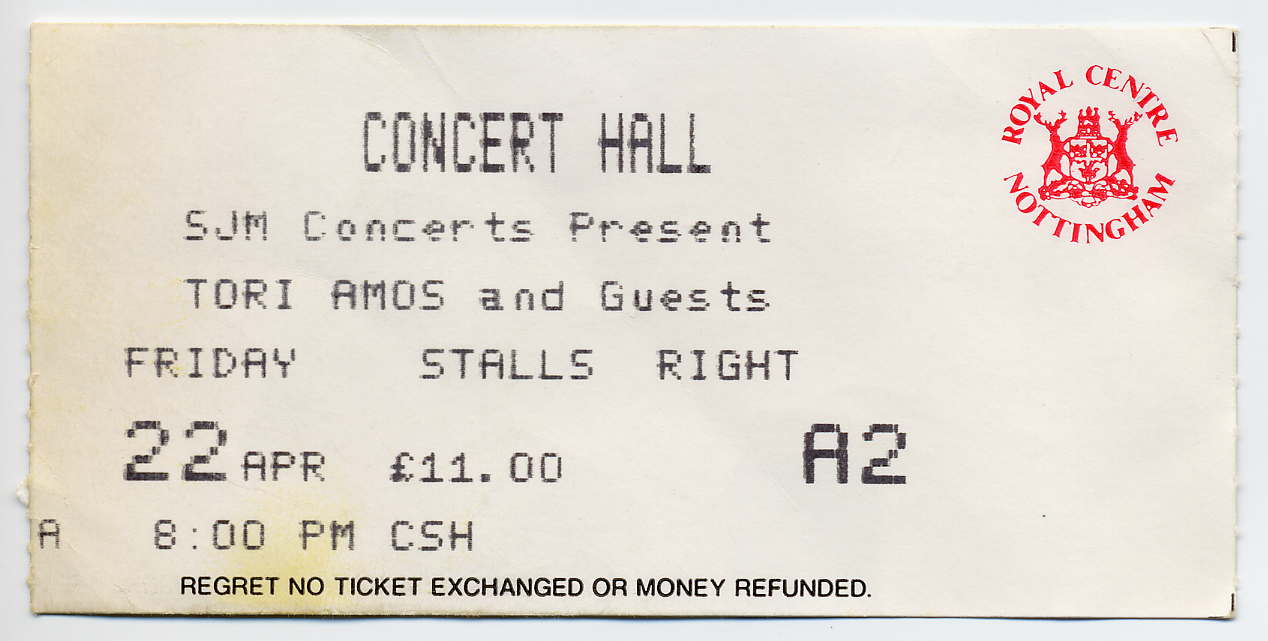 CONCERT HALL
ROYAL CENTRE
NOTTINGHAM
SJM Concerts Present
TORI AMOS and Guests
FRIDAY STALLS RIGHT
22 APR £11.00 A2
A 8:00 PM CSH
REGRET NO TICKET EXCHANGED OR MONEY REFUNDED.